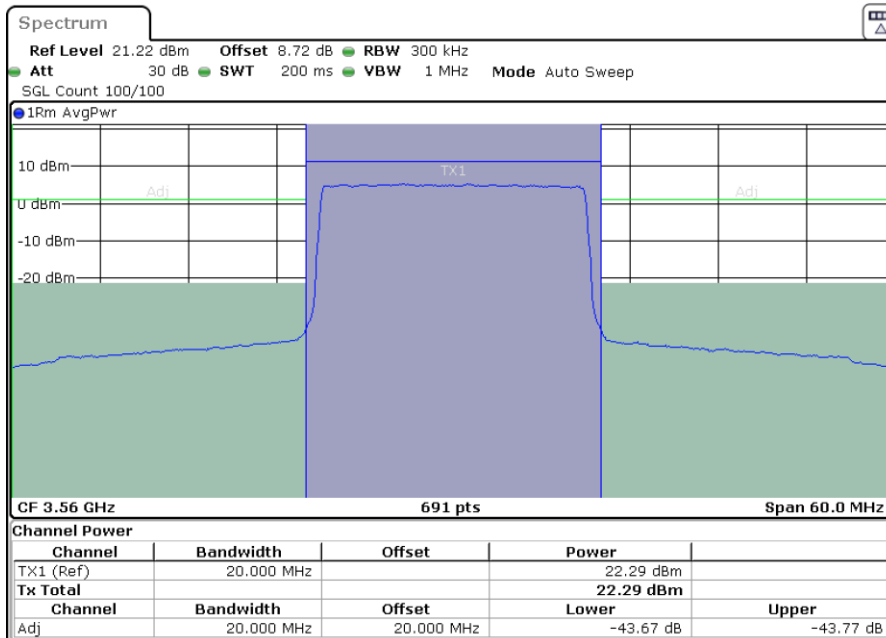 Spectrum
Ref Level 21.22 dBm Offset 8.72 dB RBW 300 kHz
Att 30 dB SWT 200 ms VBW 1 MHz Mode Auto Sweep
SGL Count 100/100
1Rm AvgPwr
10 dBm
TX1
Adj Adj
0 dBm
-10 dBm
-20 dBm
CF 3.56 GHz 691 pts Span 60.0 MHz
Channel Power
Channel Bandwidth Offset Power
TX1 (Ref) 20.000 MHz 22.29 dBm
Tx Total 22.29 dBm
Channel Bandwidth Offset Lower Upper
Adj 20.000 MHz 20.000 MHz -43.67 dB -43.77 dB